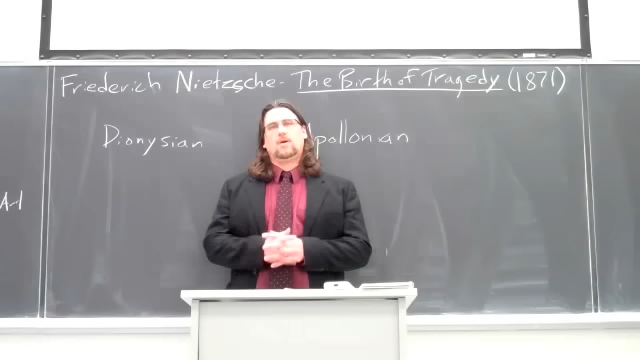 Friederich Nietzsche - The Birth of Tragedy (1871)
Dionysian
pollonian